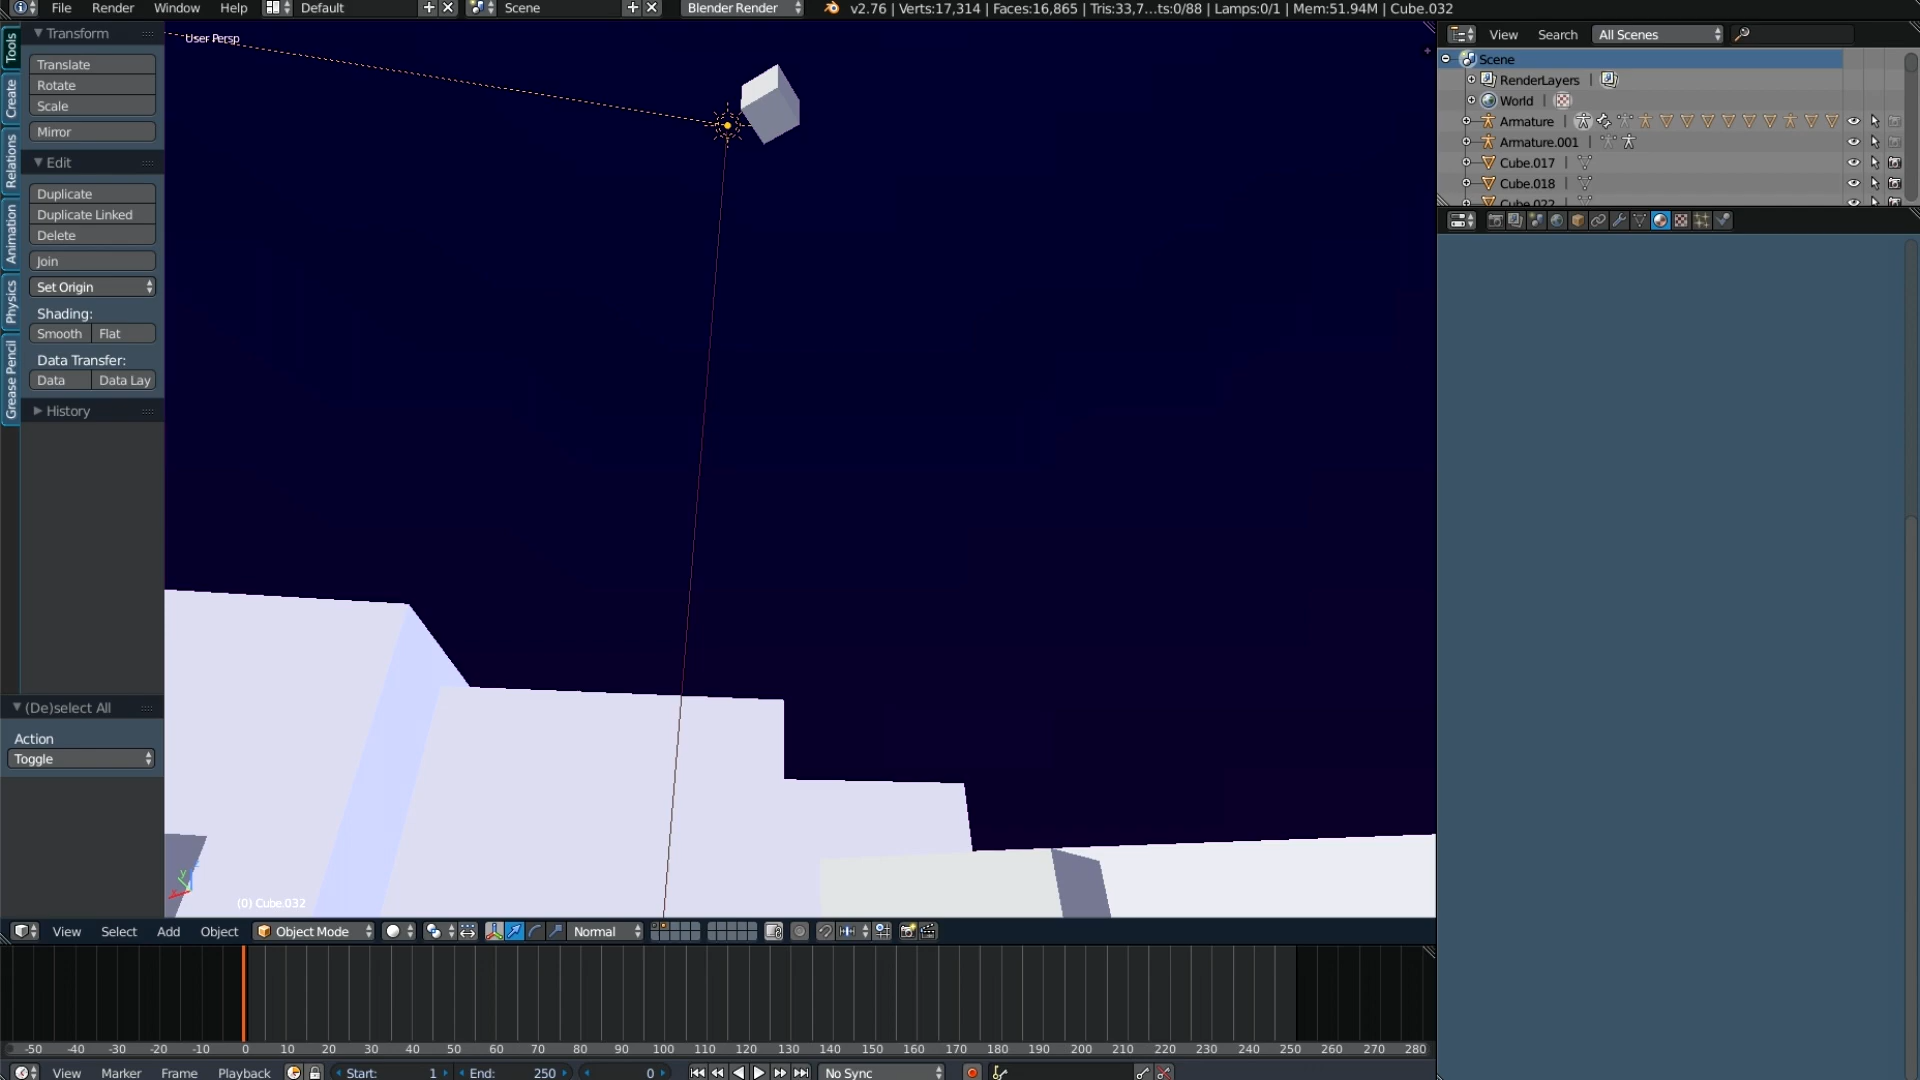 File Render Window Help Default Scene Blender Render v2.76 | Verts:17,314 | Faces:16,865 | Tris:33,7...ts:0/88 | Lamps:0/1 | Mem:51.94M | Cube.032
Tools
Create
Relations
Animation
Physics
Grease Pencil
Transform
Translate
Rotate
Scale
Mirror
Edit
Duplicate
Duplicate Linked
Delete
Join
Set Origin
Shading:
Smooth Flat
Data Transfer:
Data Data Lay
History
(De)select All
Action
Toggle
User Persp
(0) Cube.032
View Search All Scenes
Scene
RenderLayers |
World |
Armature |
Armature.001 |
Cube.017 |
Cube.018 |
Cube.022
View Select Add Object Object Mode Normal
-50 -40 -30 -20 -10 0 10 20 30 40 50 60 70 80 90 100 110 120 130 140 150 160 170 180 190 200 210 220 230 240 250 260 270 280
View Marker Frame Playback Start: 1 End: 250 0 No Sync